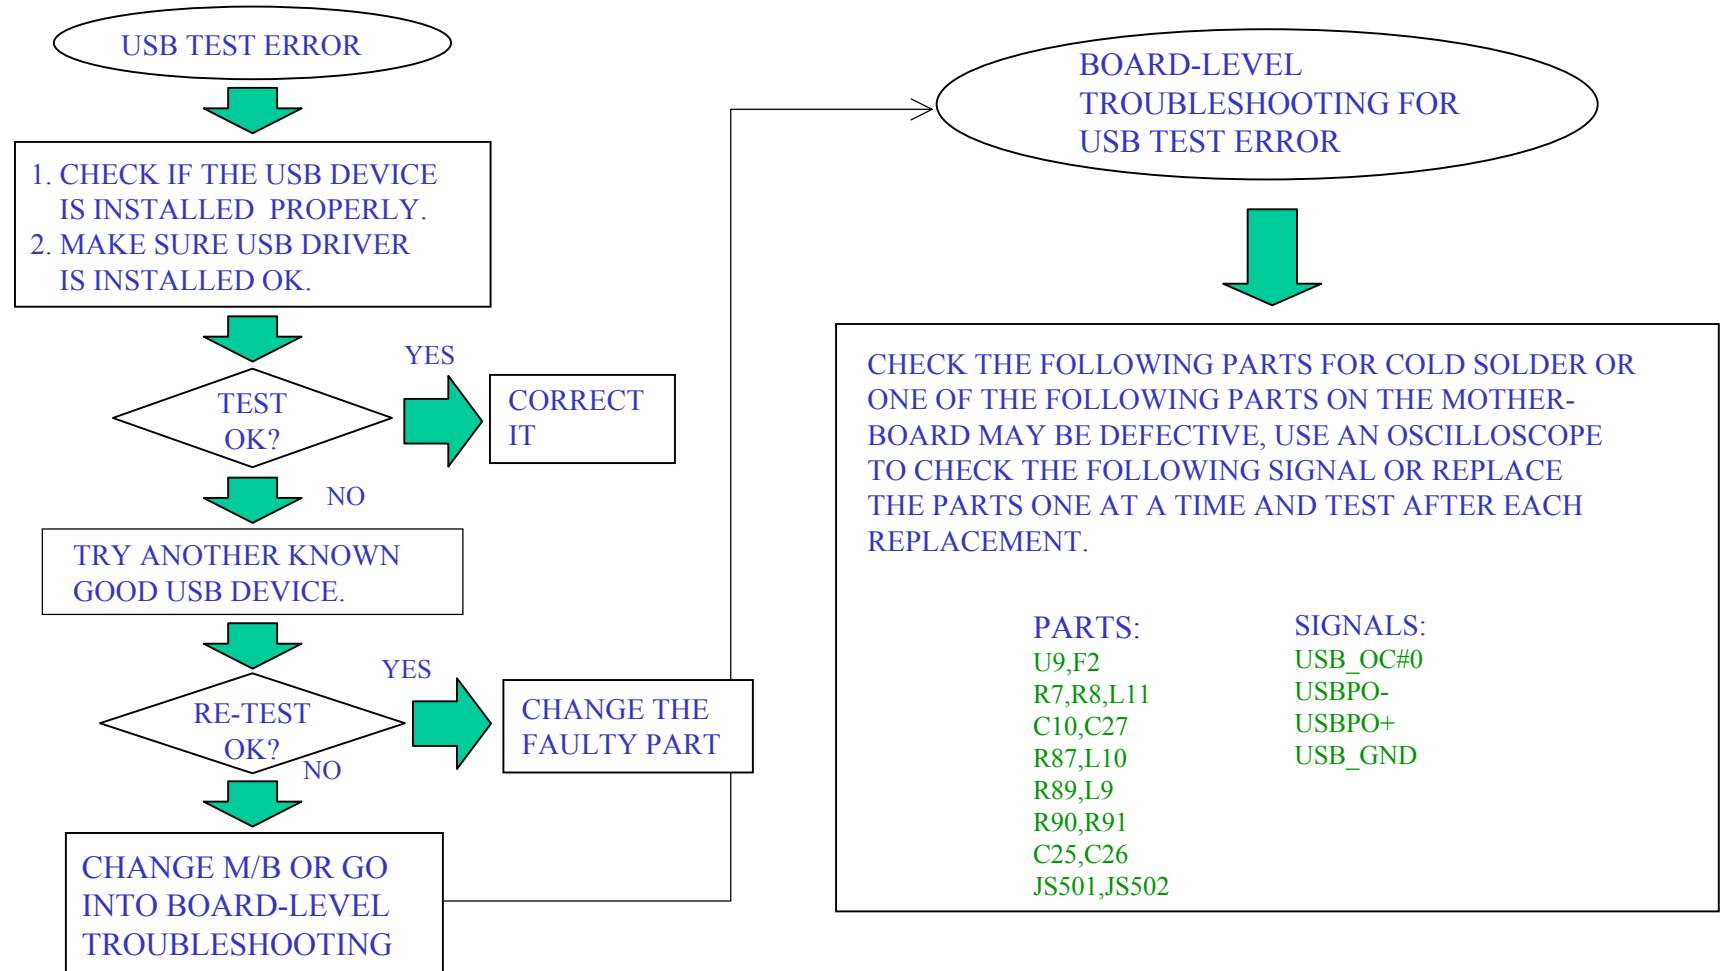 USB TEST ERROR
1. CHECK IF THE USB DEVICE
IS INSTALLED PROPERLY.
2. MAKE SURE USB DRIVER
IS INSTALLED OK.
TEST
OK?
YES
CORRECT
IT
NO
TRY ANOTHER KNOWN
GOOD USB DEVICE.
RE-TEST
OK?
YES
CHANGE THE
FAULTY PART
NO
CHANGE M/B OR GO
INTO BOARD-LEVEL
TROUBLESHOOTING
BOARD-LEVEL
TROUBLESHOOTING FOR
USB TEST ERROR
CHECK THE FOLLOWING PARTS FOR COLD SOLDER OR
ONE OF THE FOLLOWING PARTS ON THE MOTHER-
BOARD MAY BE DEFECTIVE, USE AN OSCILLOSCOPE
TO CHECK THE FOLLOWING SIGNAL OR REPLACE
THE PARTS ONE AT A TIME AND TEST AFTER EACH
REPLACEMENT.
PARTS:
U9,F2
R7,R8,L11
C10,C27
R87,L10
R89,L9
R90,R91
C25,C26
JS501,JS502
SIGNALS:
USB_OC#0
USBPO-
USBPO+
USB_GND